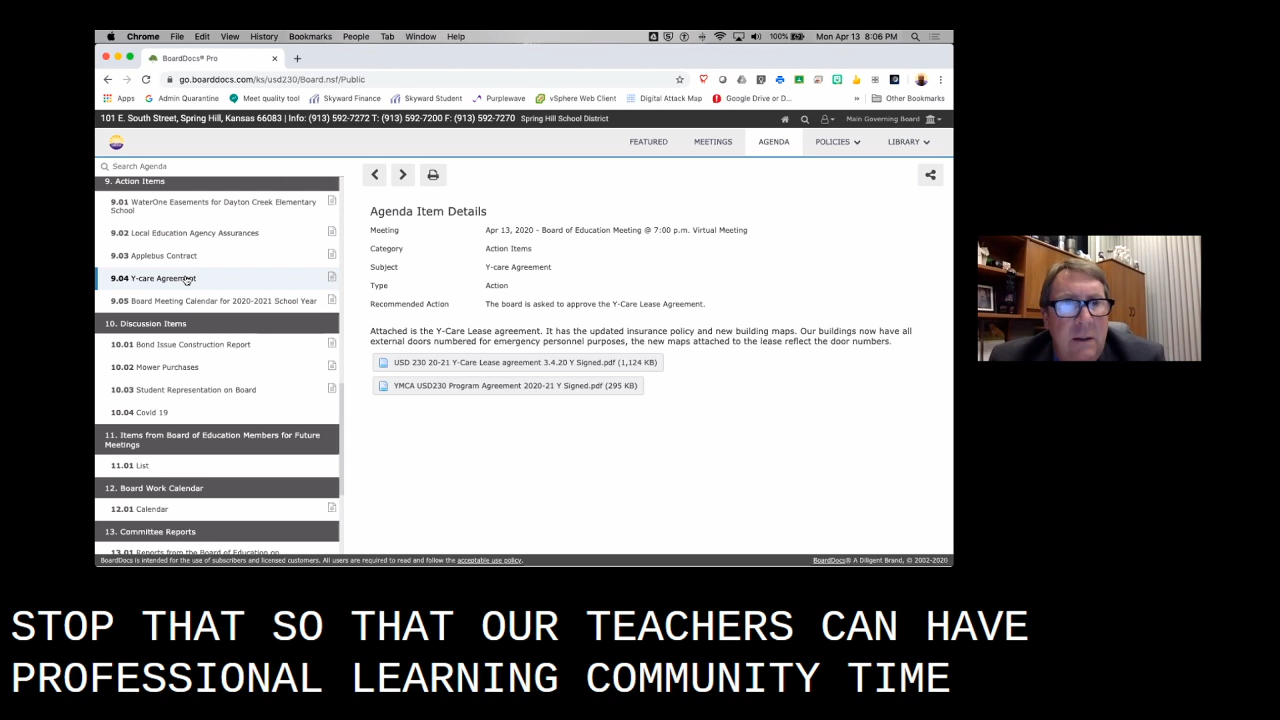 Chrome File Edit View History Bookmarks People Tab Window Help 100% Mon Apr 13 8:06 PM
BoardDocs® Pro
go.boarddocs.com/ks/usd230/Board.nsf/Public
Apps Admin Quarantine Meet quality tool Skyward Finance Skyward Student Purplewave vSphere Web Client Digital Attack Map Google Drive or D... » Other Bookmarks
101 E. South Street, Spring Hill, Kansas 66083 | Info: (913) 592-7272 T: (913) 592-7200 F: (913) 592-7270 Spring Hill School District Main Governing Board
FEATURED MEETINGS AGENDA POLICIES LIBRARY
Search Agenda
9. Action Items
9.01 WaterOne Easements for Dayton Creek Elementary
School
9.02 Local Education Agency Assurances
9.03 Applebus Contract
9.04 Y-care Agreement
9.05 Board Meeting Calendar for 2020-2021 School Year
10. Discussion Items
10.01 Bond Issue Construction Report
10.02 Mower Purchases
10.03 Student Representation on Board
10.04 Covid 19
11. Items from Board of Education Members for Future
Meetings
11.01 List
12. Board Work Calendar
12.01 Calendar
13. Committee Reports
13.01 Reports from the Board of Education on
Agenda Item Details
Meeting Apr 13, 2020 - Board of Education Meeting @ 7:00 p.m. Virtual Meeting
Category Action Items
Subject Y-care Agreement
Type Action
Recommended Action The board is asked to approve the Y-Care Lease Agreement.
Attached is the Y-Care Lease agreement. It has the updated insurance policy and new building maps. Our buildings now have all
external doors numbered for emergency personnel purposes, the new maps attached to the lease reflect the door numbers.
USD 230 20-21 Y-Care Lease agreement 3.4.20 Y Signed.pdf (1,124 KB)
YMCA USD230 Program Agreement 2020-21 Y Signed.pdf (295 KB)
BoardDocs is intended for the use of subscribers and licensed customers. All users are required to read and follow the acceptable use policy. BoardDocs® A Diligent Brand, © 2002-2020
STOP THAT SO THAT OUR TEACHERS CAN HAVE
PROFESSIONAL LEARNING COMMUNITY TIME